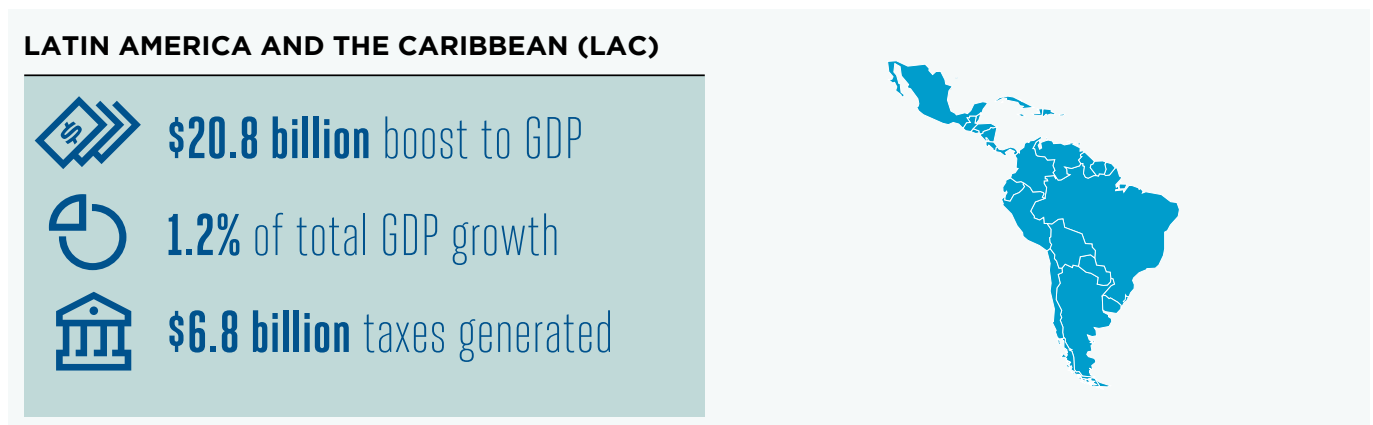 LATIN AMERICA AND THE CARIBBEAN (LAC)
$
$20.8 billion boost to GDP
1.2% of total GDP growth
$6.8 billion taxes generated